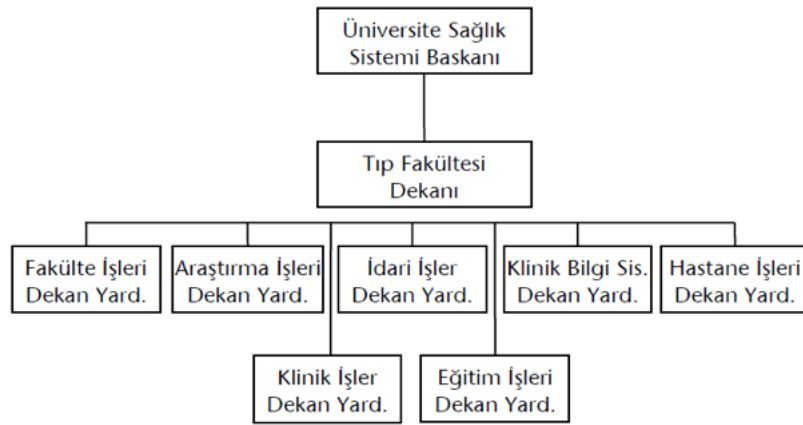 Üniversite Sağlık
Sistemi Baskanı
Tıp Fakültesi
Dekanı
Fakülte İşleri
Dekan Yard.
Araştırma İşleri
Dekan Yard.
İdari İşler
Dekan Yard.
Klinik Bilgi Sis.
Dekan Yard.
Hastane İşleri
Dekan Yard.
Klinik İşler
Dekan Yard.
Eğitim İşleri
Dekan Yard.